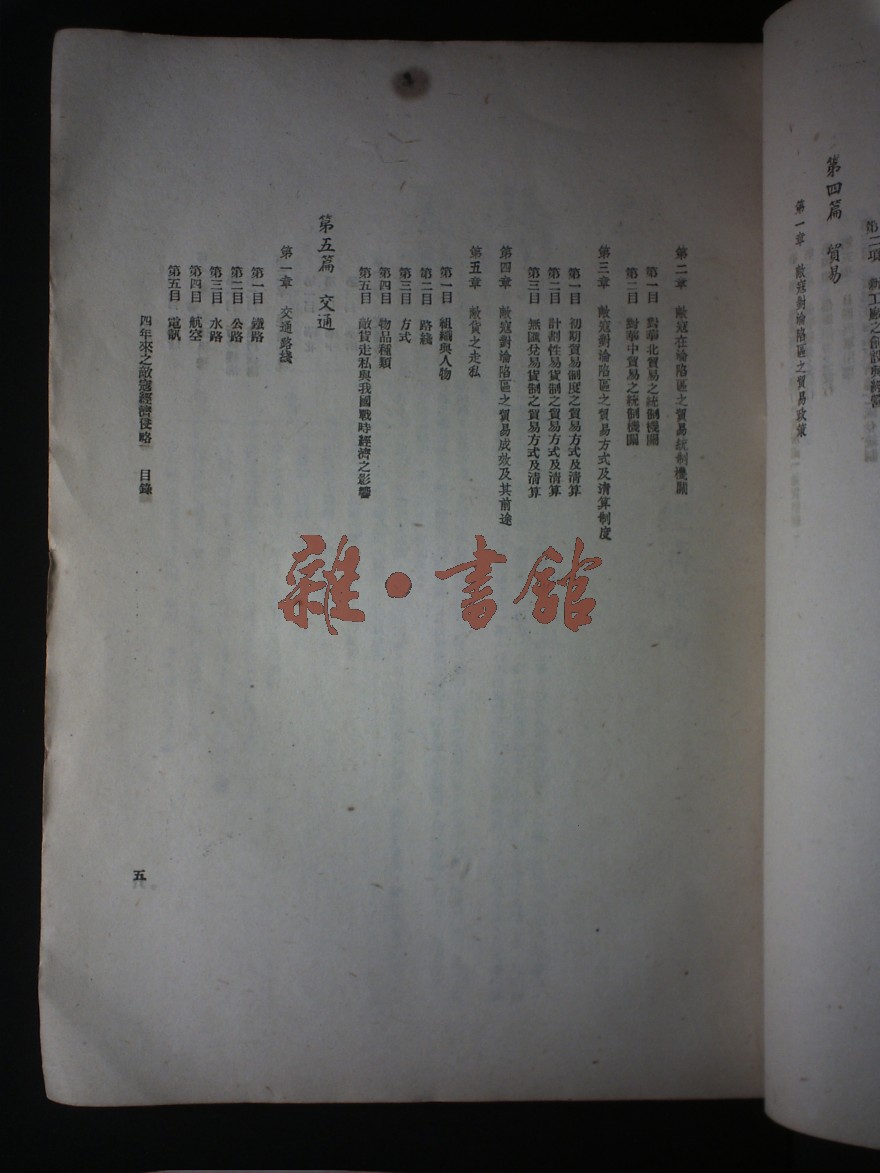 第二項 新工廠之創設與經營
第四篇 貿易
第一章 敵寇對淪陷區之貿易政策
第二章 敵寇在淪陷區之貿易統制機關
第一目 對華北貿易之統制機關
第二目 對華中貿易之統制機關
第三章 敵寇對淪陷區之貿易方式及清算制度
第一目 初期貿易制度之貿易方式及清算
第二目 計劃性易貨制之貿易方式及清算
第三目 無匯兌易貨制之貿易方式及清算
第四章 敵寇對淪陷區之貿易成效及其前途
第五章 敵貨之走私
第一目 組織與人物
第二目 路綫
第三目 方式
第四目 物品種類
第五目 敵貨走私與我國戰時經濟之影響
第五篇 交通
第一章 交通路綫
第一目 鐵路
第二目 公路
第三目 水路
第四目 航空
第五目 電訊
四年來之敵寇經濟侵略 目錄
五
雜·書館